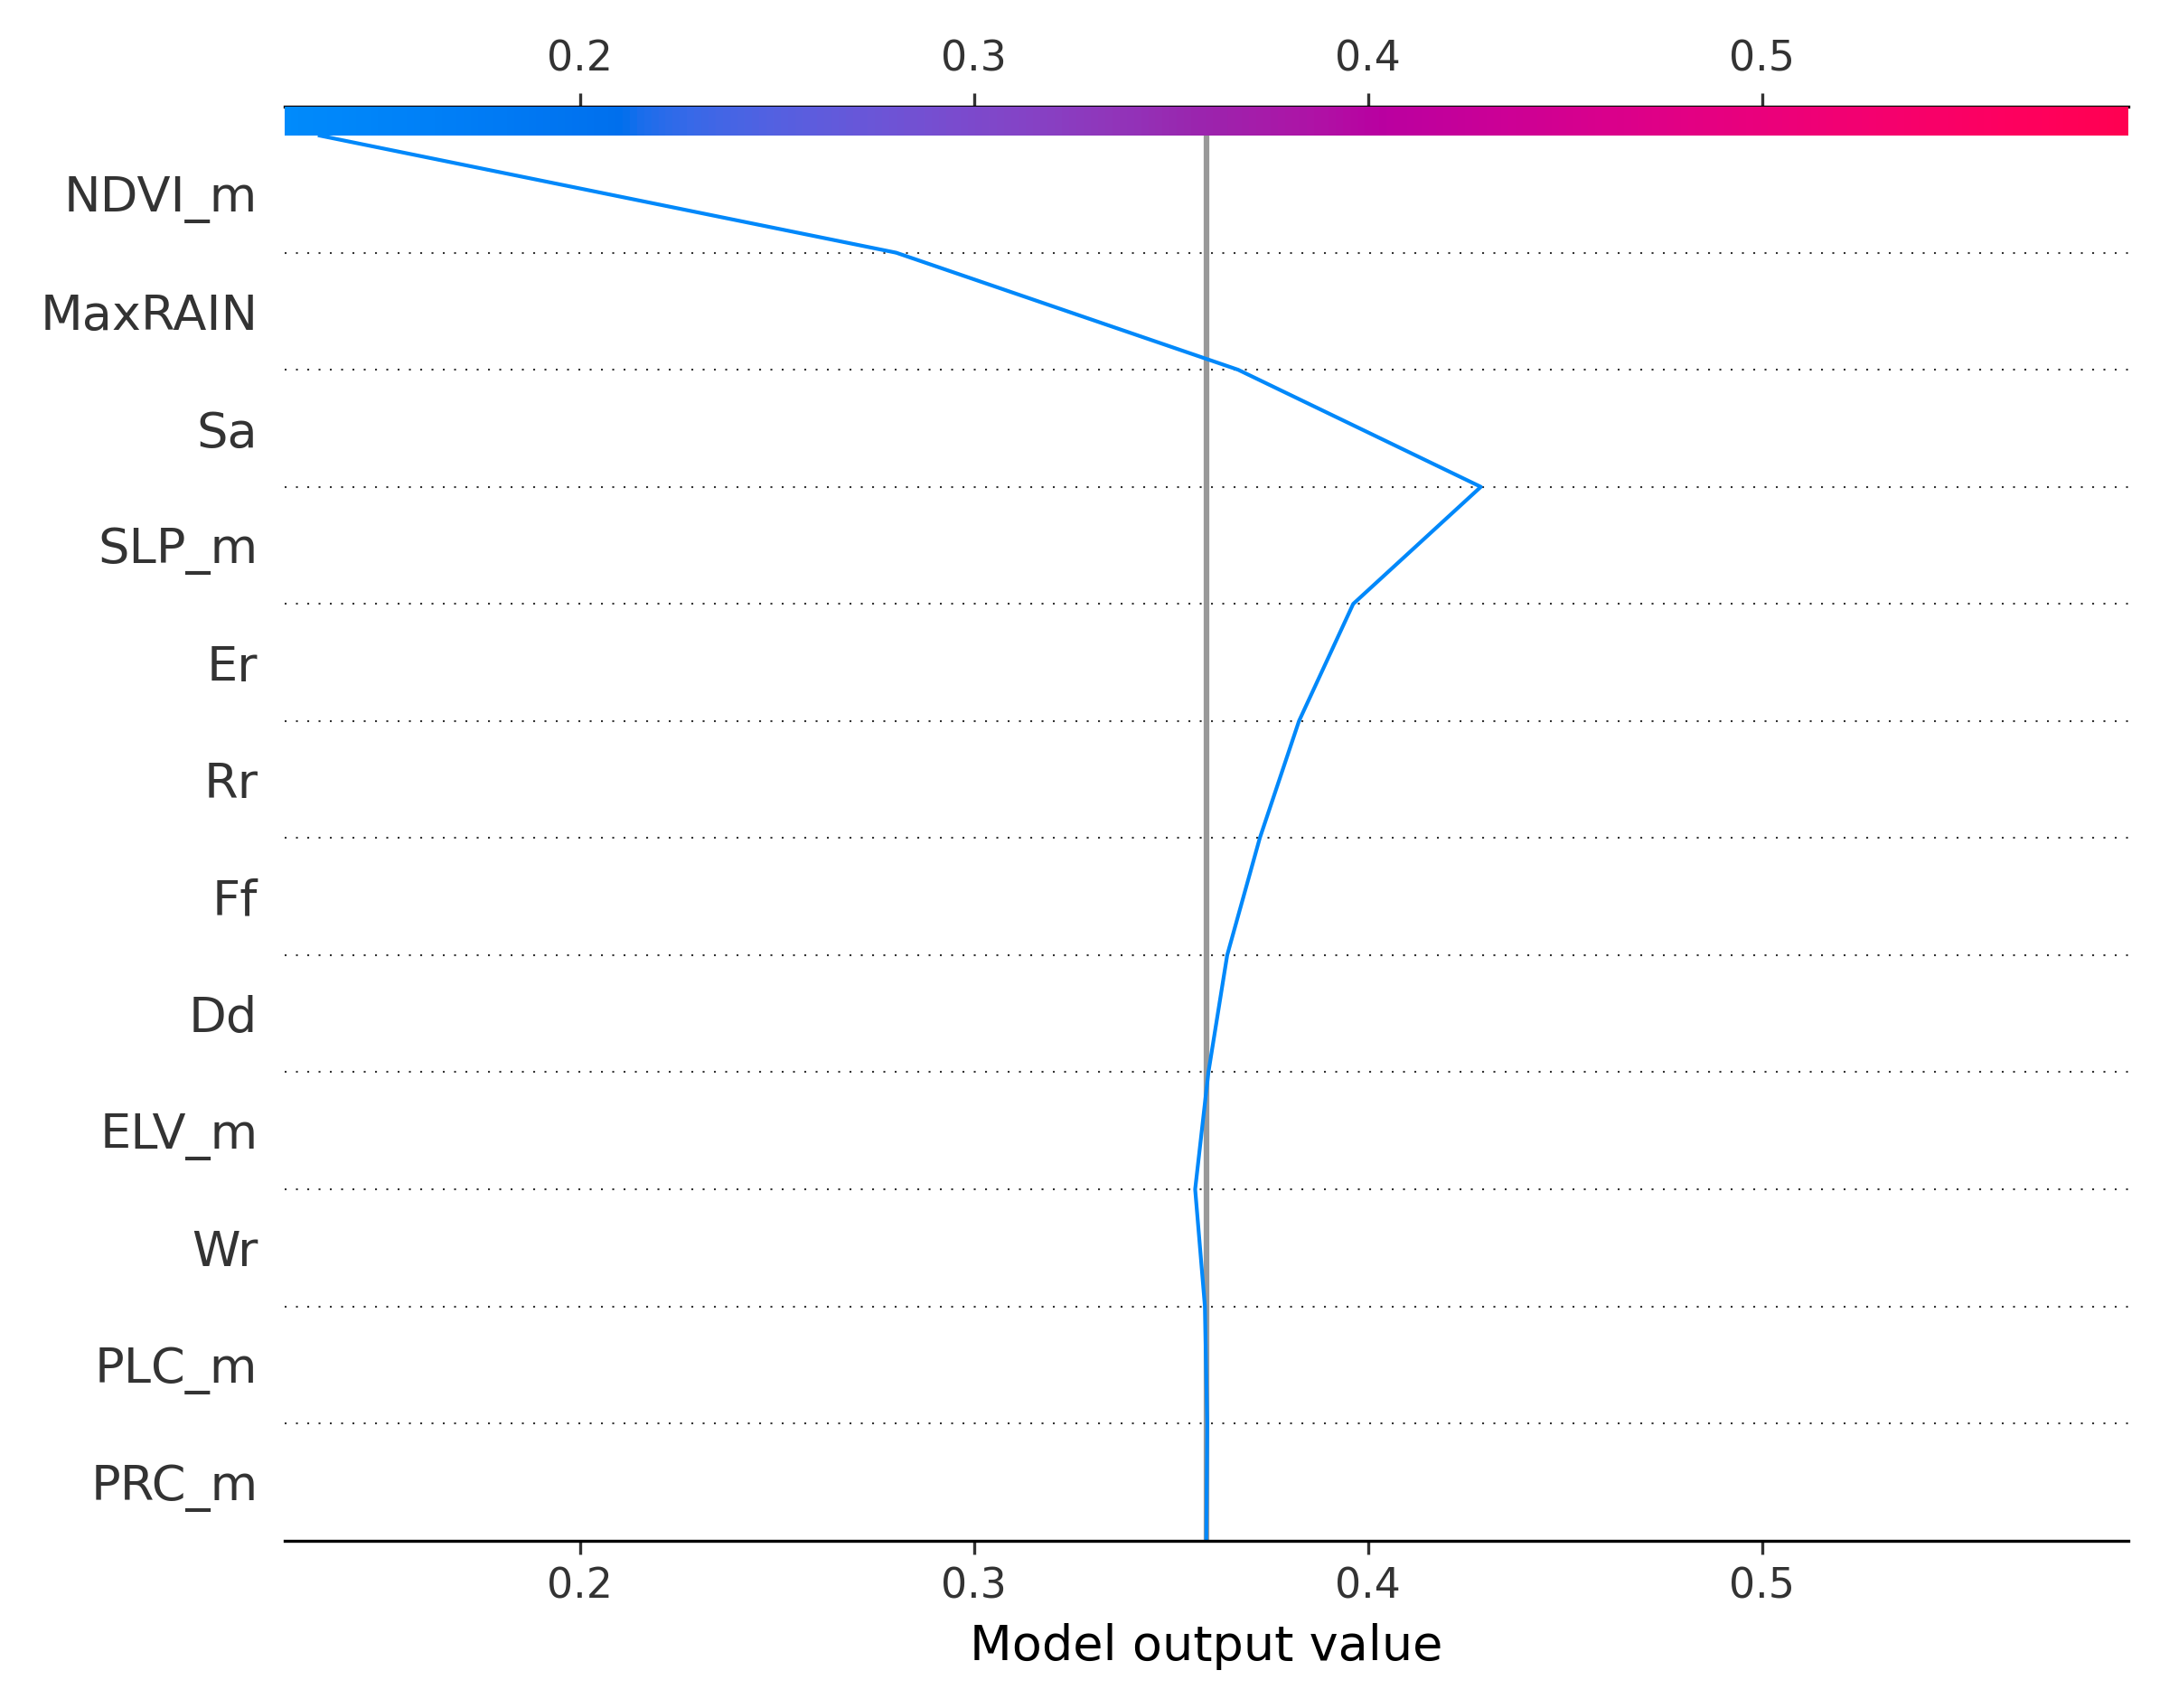 0.2 0.3 0.4 0.5
NDVI_m
MaxRAIN
Sa
SLP_m
Er
Rr
Ff
Dd
ELV_m
Wr
PLC_m
PRC_m
0.2 0.3 0.4 0.5
Model output value